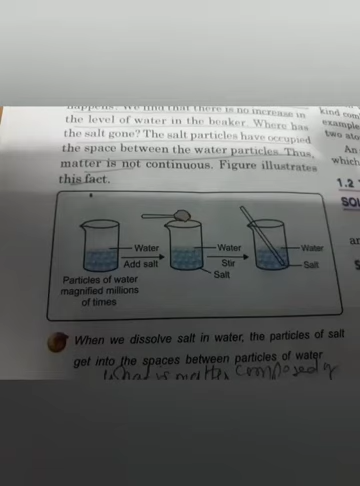 happens? We find that there is no increase in
the level of water in the beaker. Where has
the salt gone? The salt particles have occupied
the space between the water particles. Thus,
matter is not continuous. Figure illustrates
this fact.
Water
Add salt
Particles of water
magnified millions
of times
Water
Stir
Salt
Water
Salt
When we dissolve salt in water, the particles of salt
get into the spaces between particles of water
What is matter composed of
kind
example
two
An
which
1.2
SOL